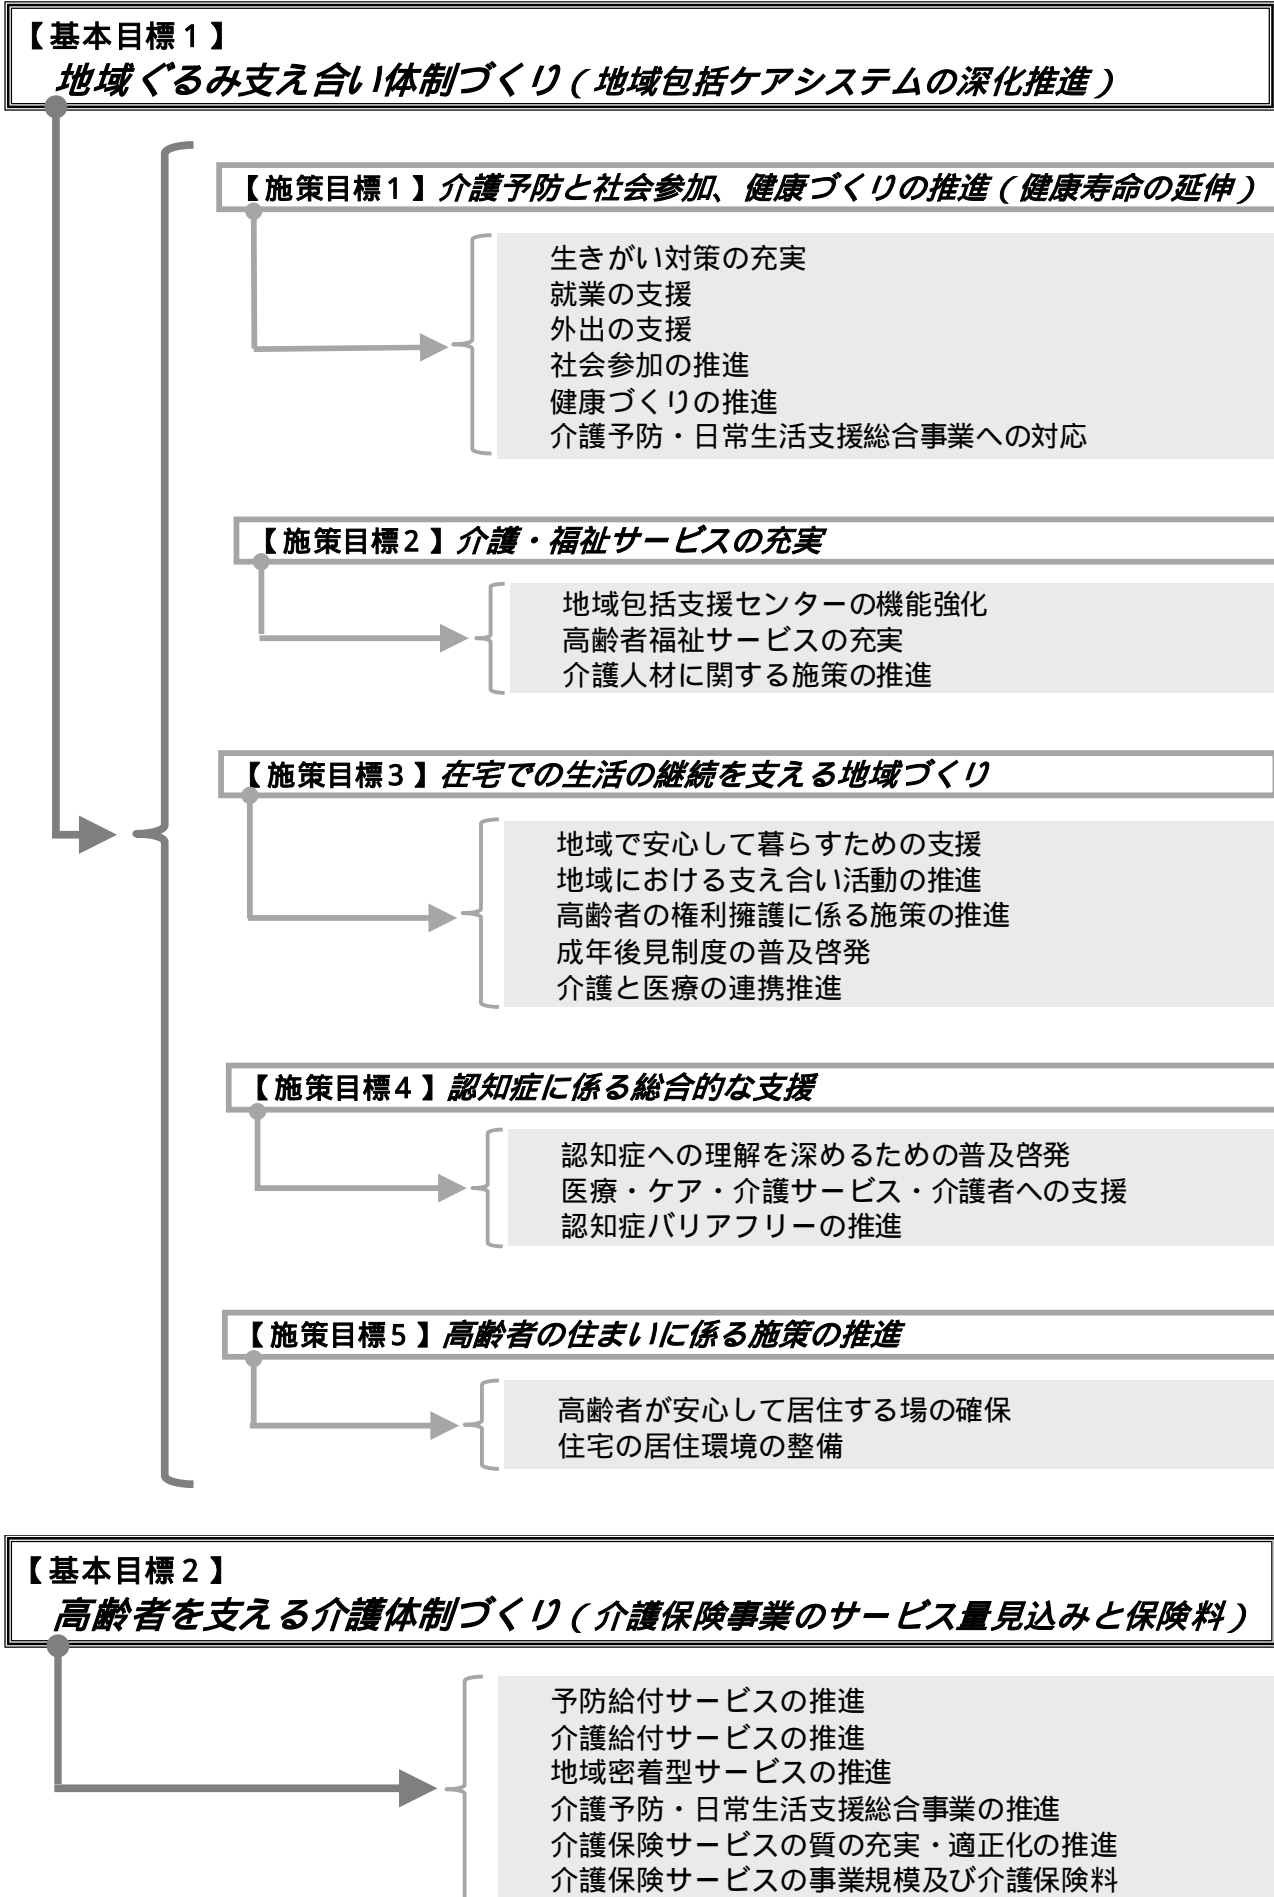 【基本目標１】
地域ぐるみ支え合い体制づくり（地域包括ケアシステムの深化推進）
【施策目標１】介護予防と社会参加、健康づくりの推進（健康寿命の延伸）
生きがい対策の充実
就業の支援
外出の支援
社会参加の推進
健康づくりの推進
介護予防・日常生活支援総合事業への対応
【施策目標２】介護・福祉サービスの充実
地域包括支援センターの機能強化
高齢者福祉サービスの充実
介護人材に関する施策の推進
【施策目標３】在宅での生活の継続を支える地域づくり
地域で安心して暮らすための支援
地域における支え合い活動の推進
高齢者の権利擁護に係る施策の推進
成年後見制度の普及啓発
介護と医療の連携推進
【施策目標４】認知症に係る総合的な支援
認知症への理解を深めるための普及啓発
医療・ケア・介護サービス・介護者への支援
認知症バリアフリーの推進
【施策目標５】高齢者の住まいに係る施策の推進
高齢者が安心して居住する場の確保
住宅の居住環境の整備
【基本目標２】
高齢者を支える介護体制づくり（介護保険事業のサービス量見込みと保険料）
予防給付サービスの推進
介護給付サービスの推進
地域密着型サービスの推進
介護予防・日常生活支援総合事業の推進
介護保険サービスの質の充実・適正化の推進
介護保険サービスの事業規模及び介護保険料